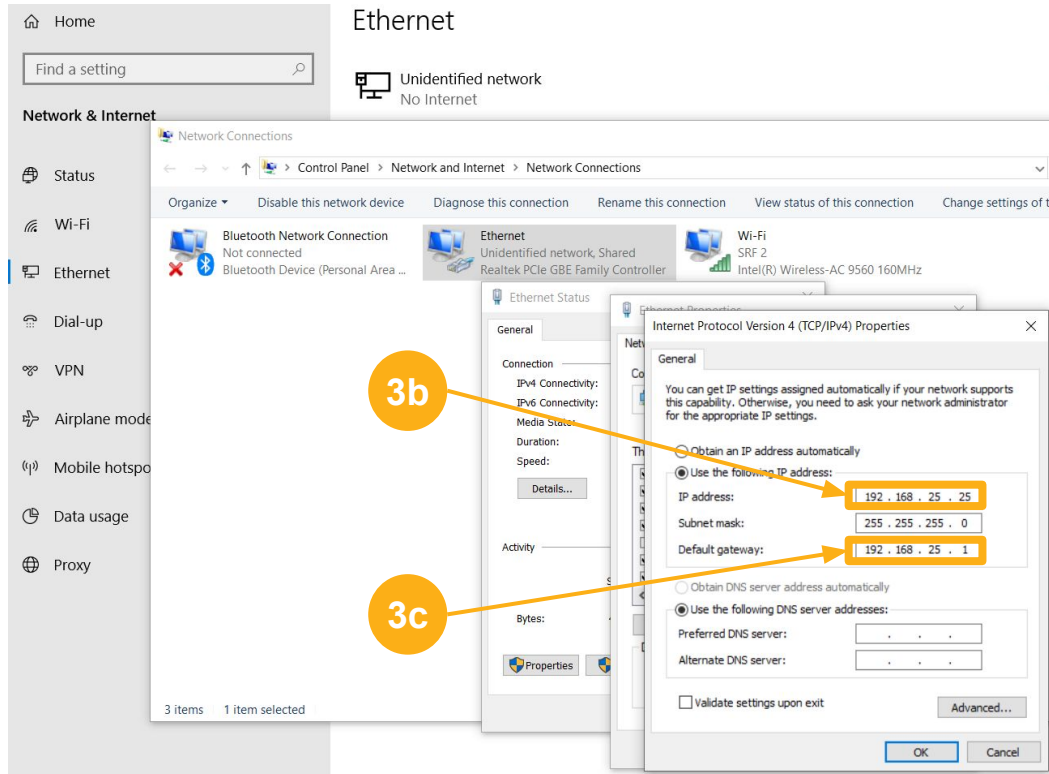 Home
Find a setting
Network & Internet
Status
Wi-Fi
Ethernet
Dial-up
VPN
Airplane mode
Mobile hotspo
Data usage
Proxy
Ethernet
Unidentified network
No Internet
Network Connections
Control Panel > Network and Internet > Network Connections
Organize Disable this network device Diagnose this connection Rename this connection View status of this connection Change settings of t
Bluetooth Network Connection
Not connected
Bluetooth Device (Personal Area ...
Ethernet
Unidentified network, Shared
Realtek PCIe GBE Family Controller
Wi-Fi
SRF 2
Intel(R) Wireless-AC 9560 160MHz
Ethernet Status
General
Connection
IPv4 Connectivity:
IPv6 Connectivity:
Media State:
Duration:
Speed:
Details...
Activity
S
Bytes:
Properties
Ethernet Properties
Netw
Co
Th
Internet Protocol Version 4 (TCP/IPv4) Properties
General
You can get IP settings assigned automatically if your network supports
this capability. Otherwise, you need to ask your network administrator
for the appropriate IP settings.
Obtain an IP address automatically
Use the following IP address:
IP address: 192 . 168 . 25 . 25
Subnet mask: 255 . 255 . 255 . 0
Default gateway: 192 . 168 . 25 . 1
Obtain DNS server address automatically
Use the following DNS server addresses:
Preferred DNS server: . . .
Alternate DNS server: . . .
Validate settings upon exit
Advanced...
OK Cancel
3b
3c
3 items 1 item selected